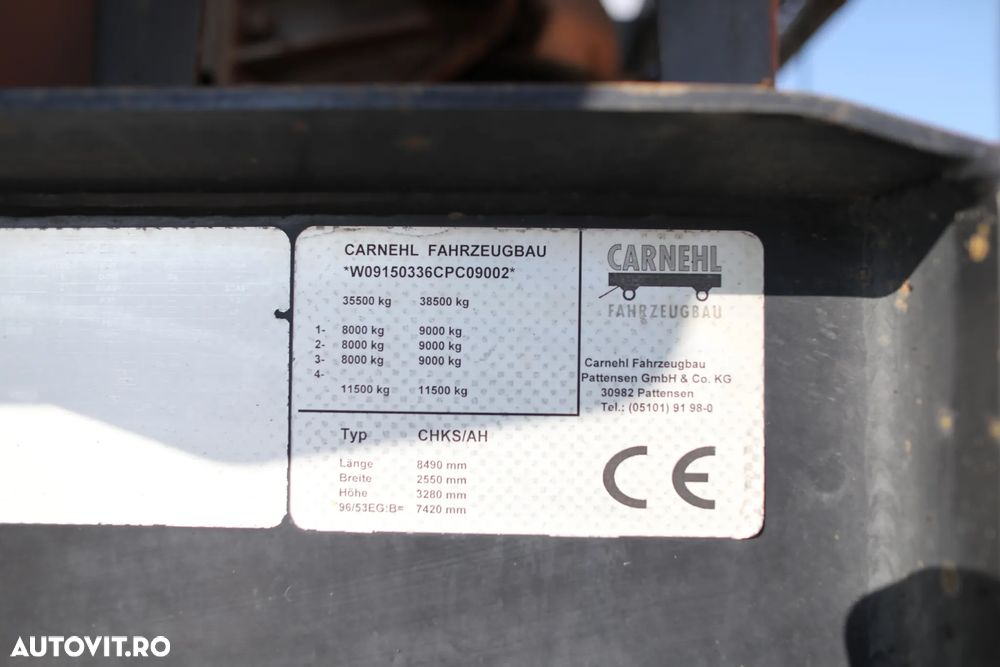 CARNEHL FAHRZEUGBAU
*W09150336CPC09002*
35500 kg 38500 kg
1- 8000 kg 9000 kg
2- 8000 kg 9000 kg
3- 8000 kg 9000 kg
4-
11500 kg 11500 kg
Typ CHKS/AH
Länge 8490 mm
Breite 2550 mm
Höhe 3280 mm
96/53EG:B= 7420 mm
CARNEHL
FAHRZEUGBAU
Carnehl Fahrzeugbau
Pattensen GmbH & Co. KG
30982 Pattensen
Tel.: (05101) 91 98-0
CE
AUTOVIT.RO